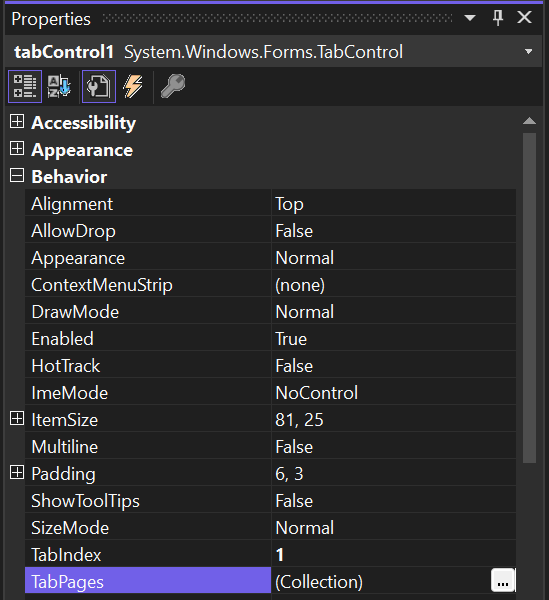 Properties
tabControl1 System.Windows.Forms.TabControl
Accessibility
Appearance
Behavior
Alignment Top
AllowDrop False
Appearance Normal
ContextMenuStrip (none)
DrawMode Normal
Enabled True
HotTrack False
ImeMode NoControl
ItemSize 81, 25
Multiline False
Padding 6, 3
ShowToolTips False
SizeMode Normal
TabIndex 1
TabPages (Collection) ...